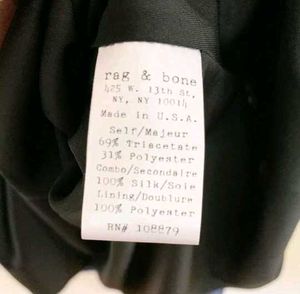 rag & bone
425 W. 13th St.
NY, NY 10014
Made in U.S.A.
Self/Majeur
69% Triacetate
31% Polyester
Combo/Secondaire
100% Silk/Soie
Lining/Doublure
100% Polyester
RN# 108879